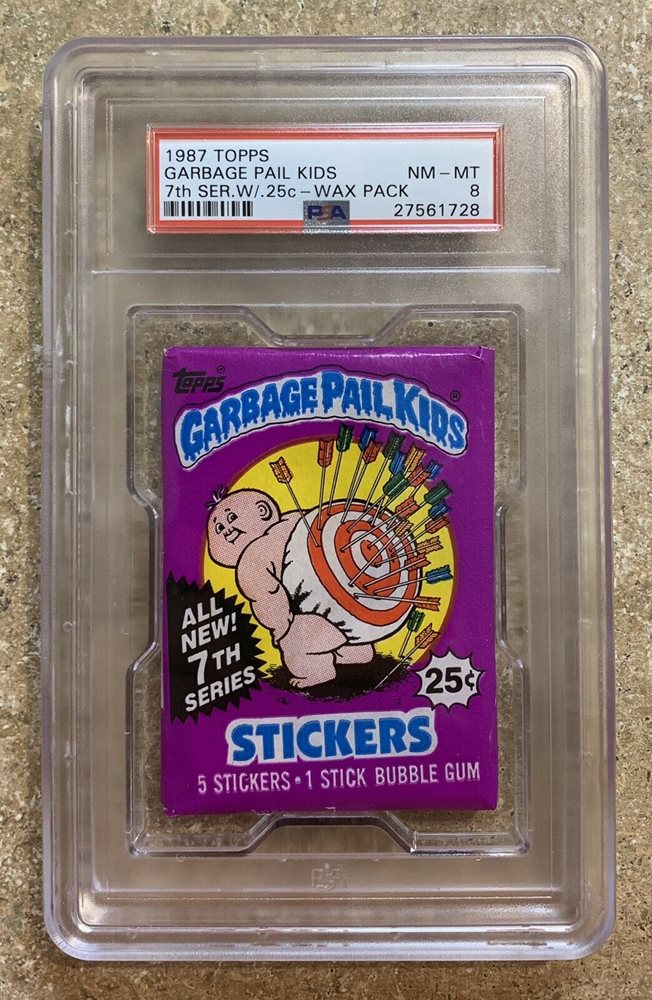 1987 TOPPS
GARBAGE PAIL KIDS NM-MT
7th SER.W/.25c-WAX PACK 8
PSA 27561728
Topps®
GARBAGE PAIL KIDS®
ALL
NEW!
7TH
SERIES
25¢
STICKERS
5 STICKERS • 1 STICK BUBBLE GUM
PSA